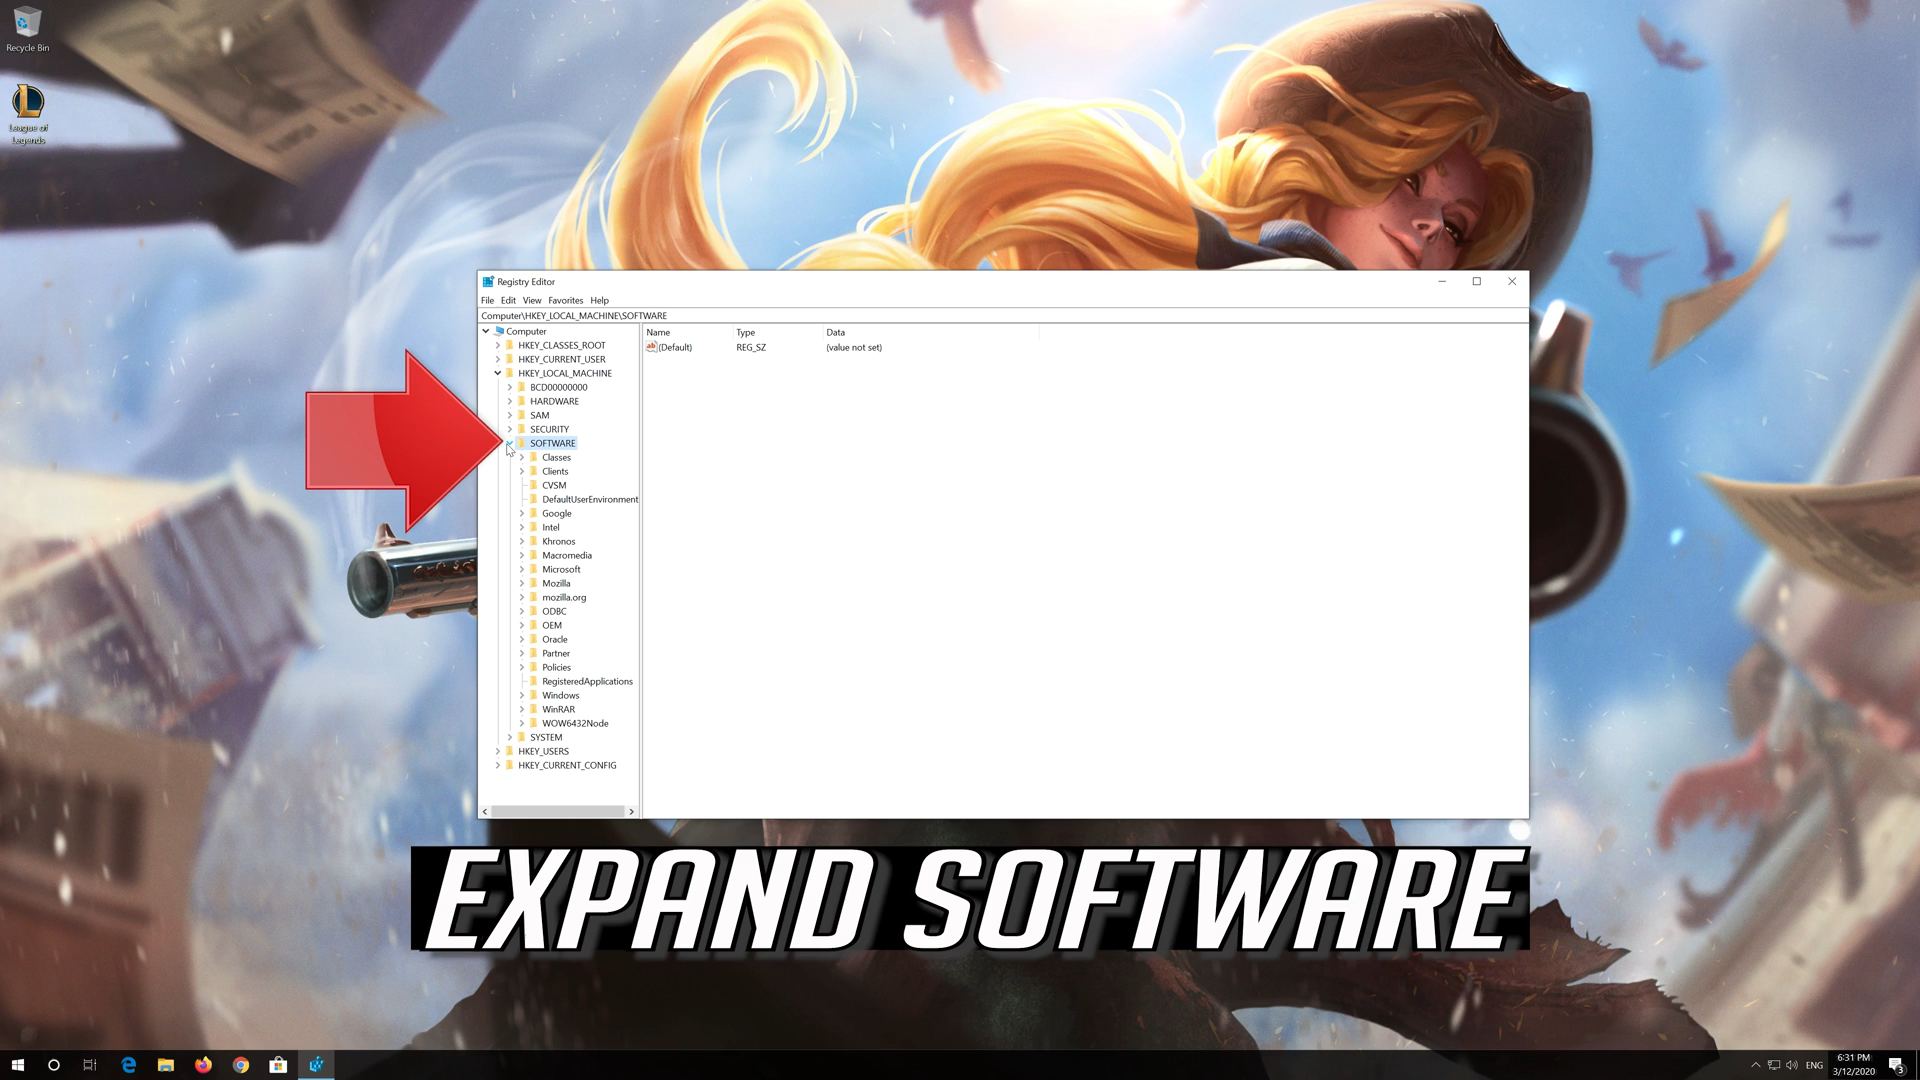 Recycle Bin
League of
Legends
Registry Editor
File Edit View Favorites Help
Computer\HKEY_LOCAL_MACHINE\SOFTWARE
Computer
HKEY_CLASSES_ROOT
HKEY_CURRENT_USER
HKEY_LOCAL_MACHINE
BCD00000000
HARDWARE
SAM
SECURITY
SOFTWARE
Classes
Clients
CVSM
DefaultUserEnvironment
Google
Intel
Khronos
Macromedia
Microsoft
Mozilla
mozilla.org
ODBC
OEM
Oracle
Partner
Policies
RegisteredApplications
Windows
WinRAR
WOW6432Node
SYSTEM
HKEY_USERS
HKEY_CURRENT_CONFIG
Name Type Data
ab (Default) REG_SZ (value not set)
EXPAND SOFTWARE
ENG
6:31 PM
3/12/2020
3